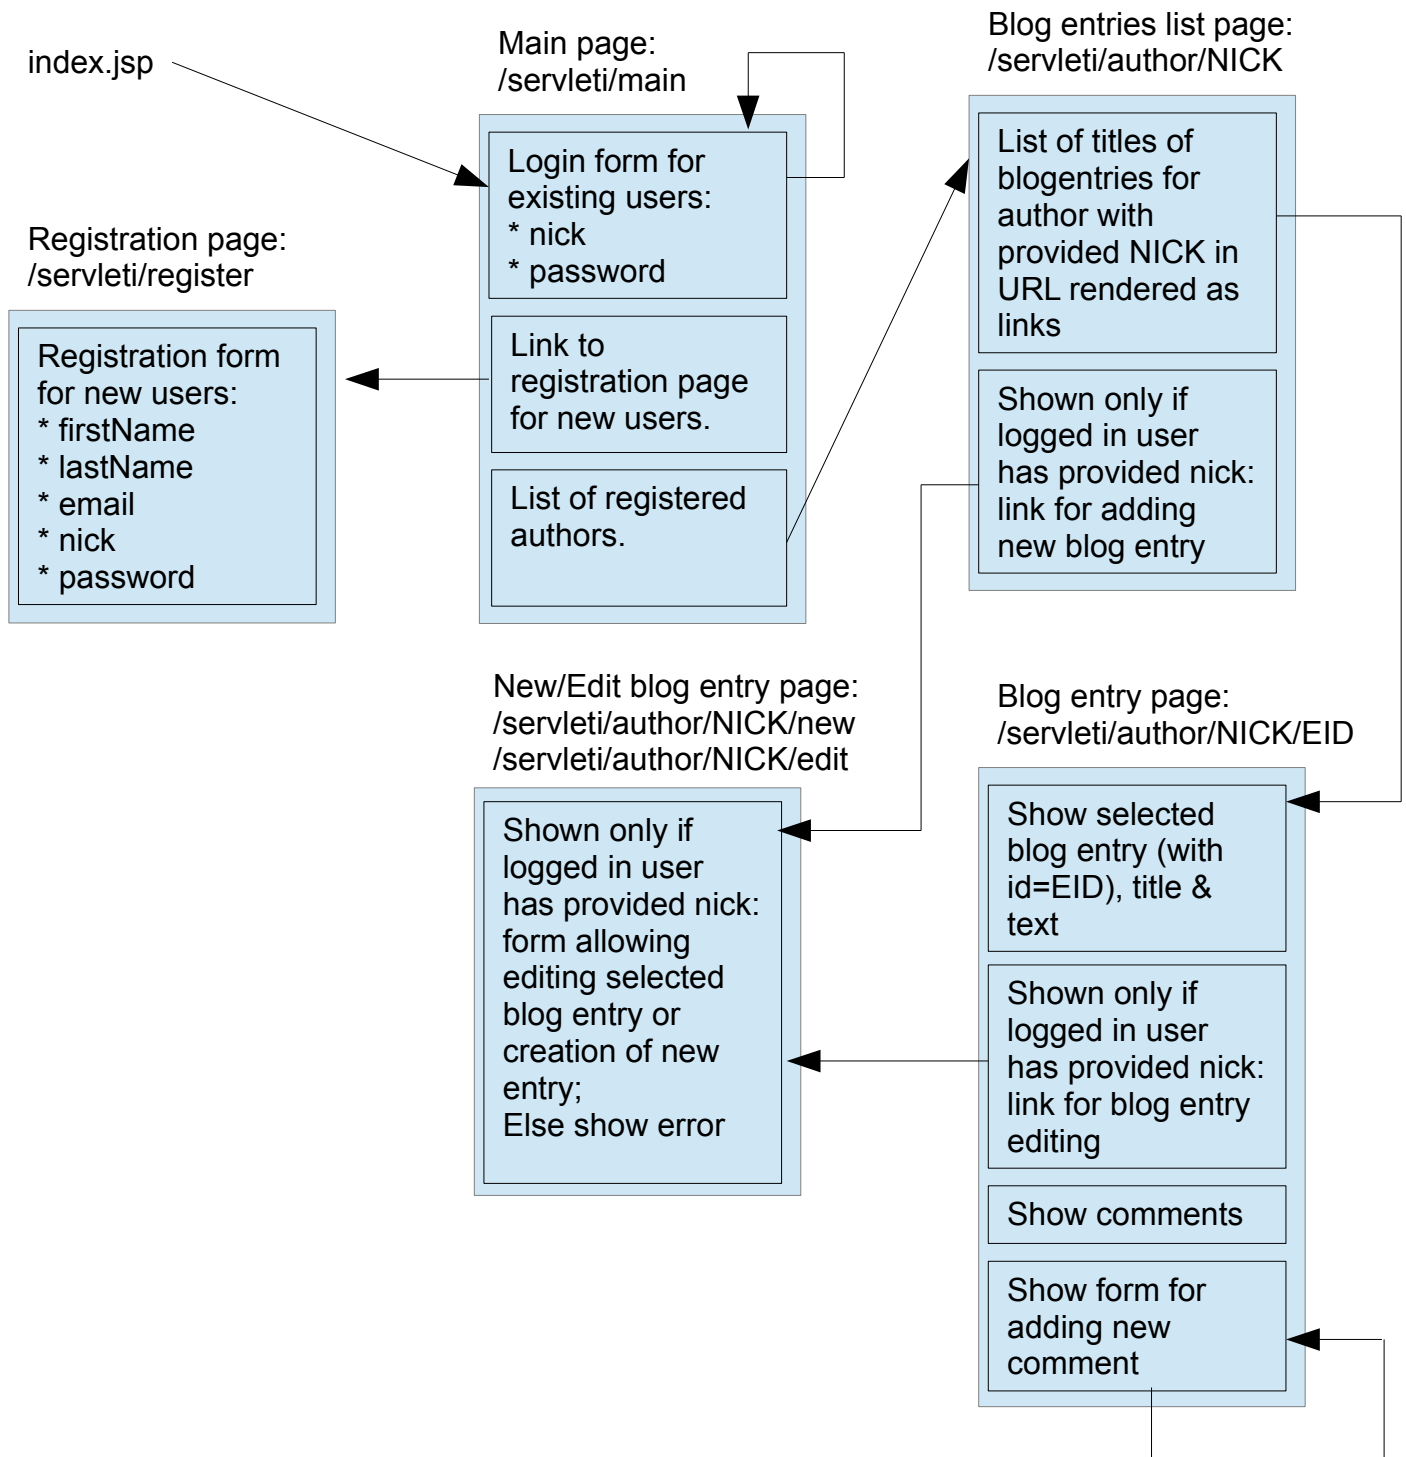 index.jsp
Main page:
/servleti/main
Login form for
existing users:
* nick
* password
Link to
registration page
for new users.
List of registered
authors.
Registration page:
/servleti/register
Registration form
for new users:
* firstName
* lastName
* email
* nick
* password
Blog entries list page:
/servleti/author/NICK
List of titles of
blogentries for
author with
provided NICK in
URL rendered as
links
Shown only if
logged in user
has provided nick:
link for adding
new blog entry
New/Edit blog entry page:
/servleti/author/NICK/new
/servleti/author/NICK/edit
Shown only if
logged in user
has provided nick:
form allowing
editing selected
blog entry or
creation of new
entry;
Else show error
Blog entry page:
/servleti/author/NICK/EID
Show selected
blog entry (with
id=EID), title &
text
Shown only if
logged in user
has provided nick:
link for blog entry
editing
Show comments
Show form for
adding new
comment